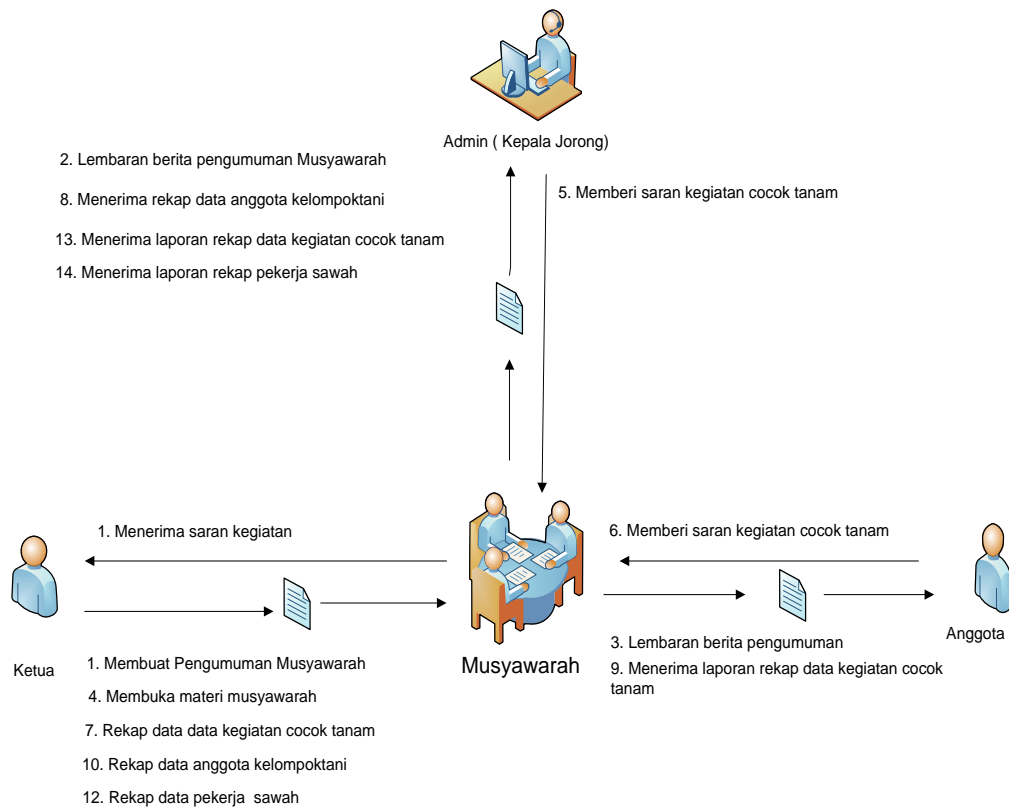 Admin ( Kepala Jorong)
2. Lembaran berita pengumuman Musyawarah
8. Menerima rekap data anggota kelompoktani
13. Menerima laporan rekap data kegiatan cocok tanam
14. Menerima laporan rekap pekerja sawah
5. Memberi saran kegiatan cocok tanam
1. Menerima saran kegiatan
6. Memberi saran kegiatan cocok tanam
Ketua
1. Membuat Pengumuman Musyawarah
4. Membuka materi musyawarah
7. Rekap data data kegiatan cocok tanam
10. Rekap data anggota kelompoktani
12. Rekap data pekerja  sawah
Musyawarah
3. Lembaran berita pengumuman
9. Menerima laporan rekap data kegiatan cocok
tanam
Anggota